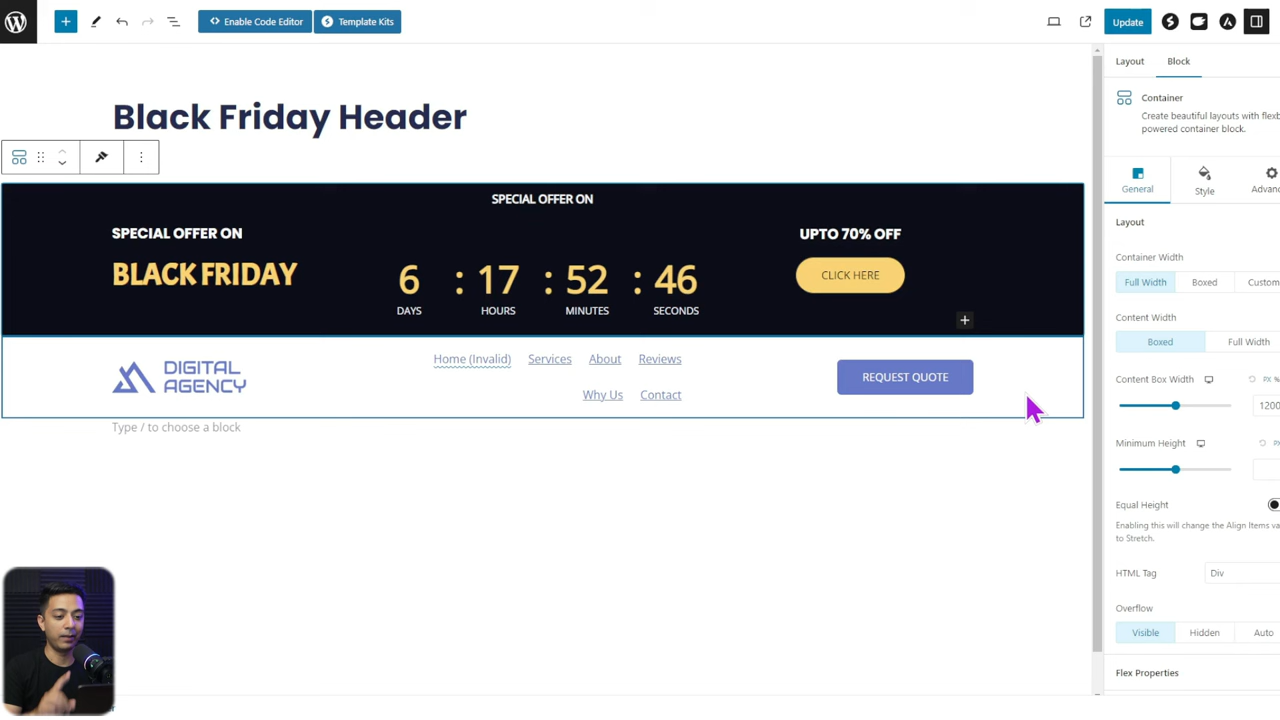 Enable Code Editor
Template Kits
Update
Layout
Block
Black Friday Header
Container
Create beautiful layouts with flexb
powered container block.
General
Style
Advanc
SPECIAL OFFER ON
SPECIAL OFFER ON
BLACK FRIDAY
6 : 17 : 52 : 46
DAYS HOURS MINUTES SECONDS
UPTO 70% OFF
CLICK HERE
DIGITAL
AGENCY
Home (Invalid) Services About Reviews
Why Us Contact
REQUEST QUOTE
Type / to choose a block
Layout
Container Width
Full Width Boxed Custom
Content Width
Boxed Full Width
Content Box Width PX %
1200
Minimum Height PX
Equal Height
Enabling this will change the Align Items va
to Stretch.
HTML Tag Div
Overflow
Visible Hidden Auto
Flex Properties